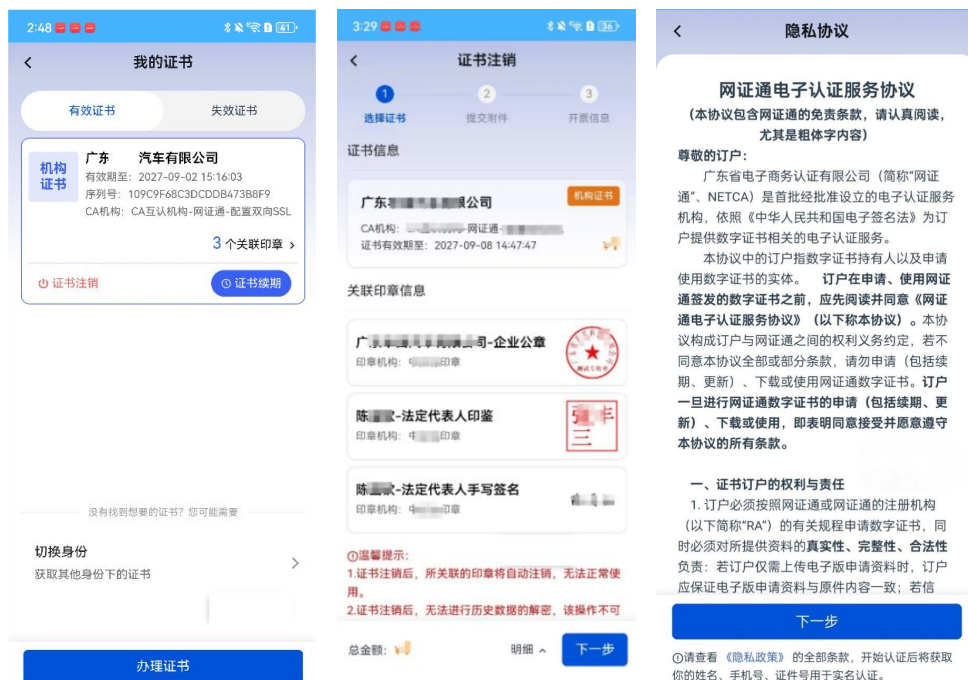 2:48
41
我的证书
有效证书
失效证书
机构
证书
广东 汽车有限公司
有效期至：2027-09-02 15:16:03
序列号：109C9F68C3DCDDB473B8F9
CA机构：CA互认机构-网证通-配置双向SSL
3 个关联印章
证书注销
证书续期
没有找到想要的证书？您可能需要
切换身份
获取其他身份下的证书
办理证书
3:29
36
证书注销
1
2
3
选择证书
提交附件
开票信息
证书信息
广东 限公司
机构证书
CA机构： -网证通-
证书有效期至：2027-09-08 14:47:47
¥
关联印章信息
广 司-企业公章
印章机构： 印章
陈 -法定代表人印鉴
印章机构： 印章
三 丰
陈 -法定代表人手写签名
印章机构： 印章
温馨提示：
1.证书注销后，所关联的印章将自动注销，无法正常使
用。
2.证书注销后，无法进行历史数据的解密，该操作不可
总金额：¥
明细
下一步
隐私协议
网证通电子认证服务协议
（本协议包含网证通的免责条款，请认真阅读，
尤其是粗体字内容）
尊敬的订户：
广东省电子商务认证有限公司（简称“网证
通”、NETCA）是首批经批准设立的电子认证服务
机构，依照《中华人民共和国电子签名法》为订
户提供数字证书相关的电子认证服务。
本协议中的订户指数字证书持有人以及申请
使用数字证书的实体。 订户在申请、使用网证
通签发的数字证书之前，应先阅读并同意《网证
通电子认证服务协议》（以下称本协议）。本协
议构成订户与网证通之间的权利义务约定，若不
同意本协议全部或部分条款，请勿申请（包括续
期、更新）、下载或使用网证通数字证书。订户
一旦进行网证通数字证书的申请（包括续期、更
新）、下载或使用，即表明同意接受并愿意遵守
本协议的所有条款。
一、证书订户的权利与责任
1. 订户必须按照网证通或网证通的注册机构
（以下简称“RA”）的有关规程申请数字证书，同
时必须对所提供资料的真实性、完整性、合法性
负责：若订户仅需上传电子版申请资料时，订户
应保证电子版申请资料与原件内容一致；若信
下一步
请查看 《隐私政策》 的全部条款，开始认证后将获取
你的姓名、手机号、证件号用于实名认证。